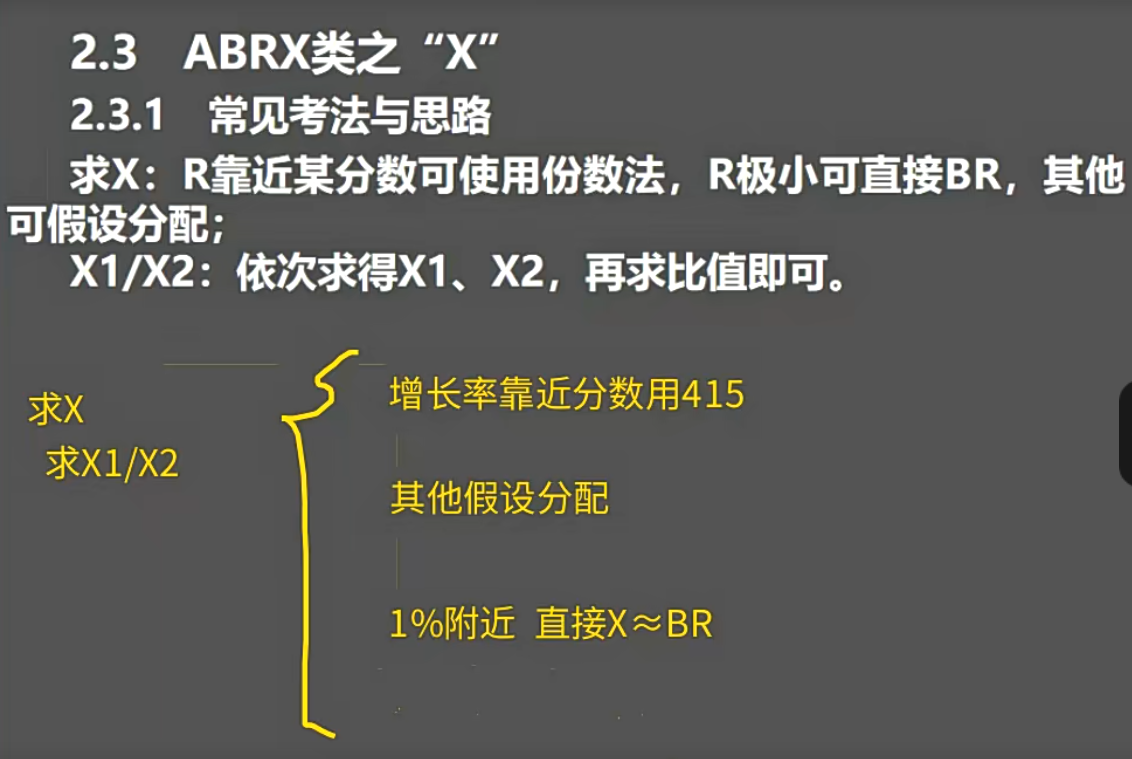 2.3 ABRX类之“X”
2.3.1 常见考法与思路
求X：R靠近某分数可使用份数法，R极小可直接BR，其他
可假设分配；
X1/X2：依次求得X1、X2，再求比值即可。
求X
求X1/X2
增长率靠近分数用415
其他假设分配
1%附近 直接X≈BR